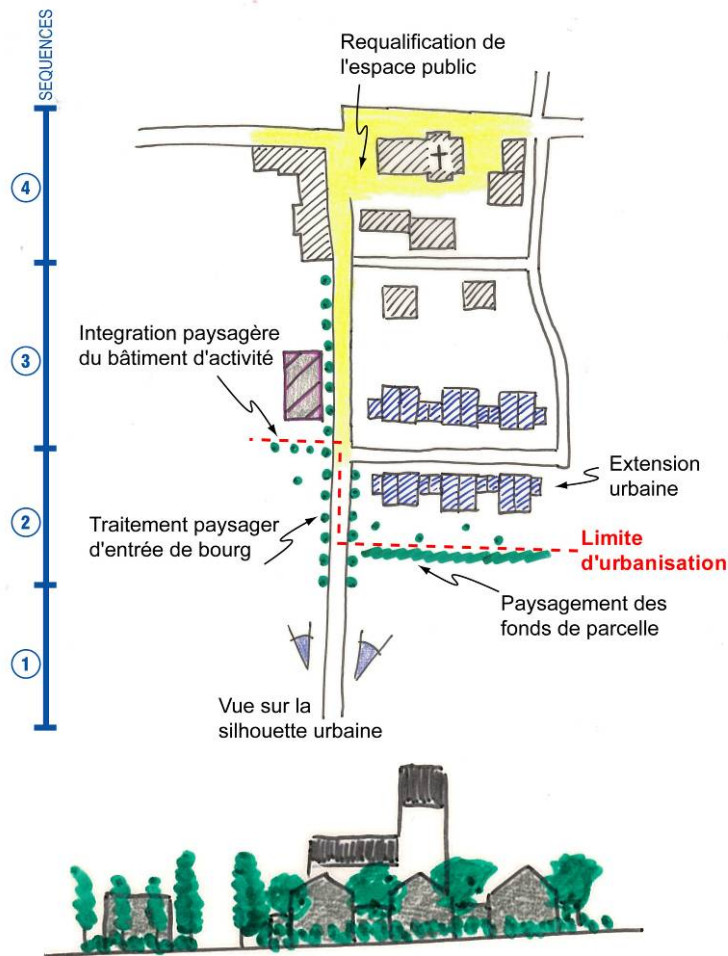 SEQUENCES
Requalification de
l'espace public
4
Integration paysagère
du bâtiment d'activité
3
Extension
urbaine
2
Traitement paysager
d'entrée de bourg
Limite
d'urbanisation
Paysagement des
fonds de parcelle
1
Vue sur la
silhouette urbaine